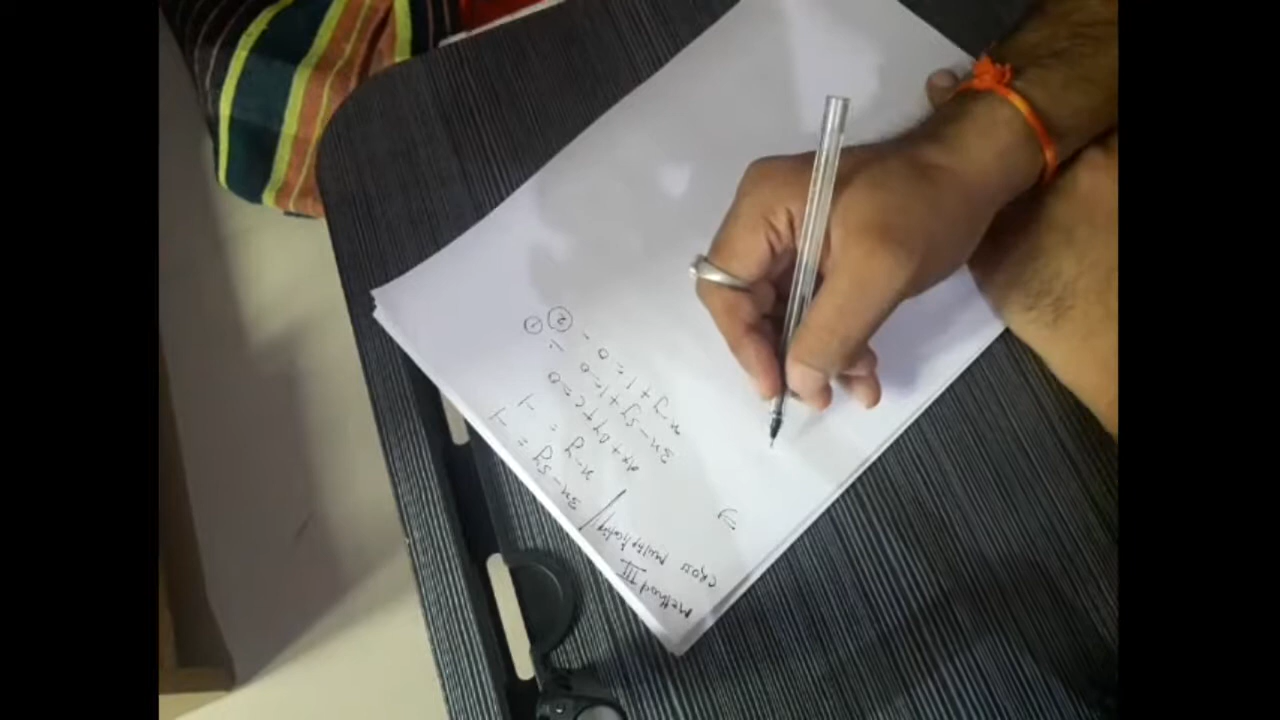 Method III
cross multiplication /
3x - 5y = -1
x - y = -1
ax + by + c = 0
3x - 5y + 1 = 0 - ①
x - y + 1 = 0 - ②
⇒